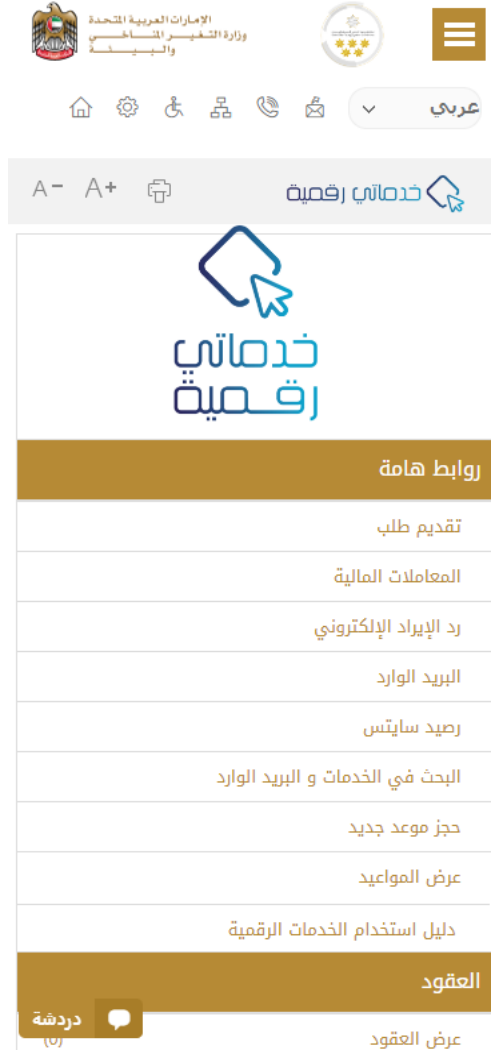 الإمارات العربية المتحدة
وزارة التغيير المناخي
والبيئة
عربي
خدماتي رقمية
A+
A-
خدماتي
رقمية
روابط هامة
تقديم طلب
المعاملات المالية
رد الإيراد الإلكتروني
البريد الوارد
رصيد سايتس
البحث في الخدمات و البريد الوارد
حجز موعد جديد
عرض المواعيد
دليل استخدام الخدمات الرقمية
العقود
عرض العقود
(0)
دردشة